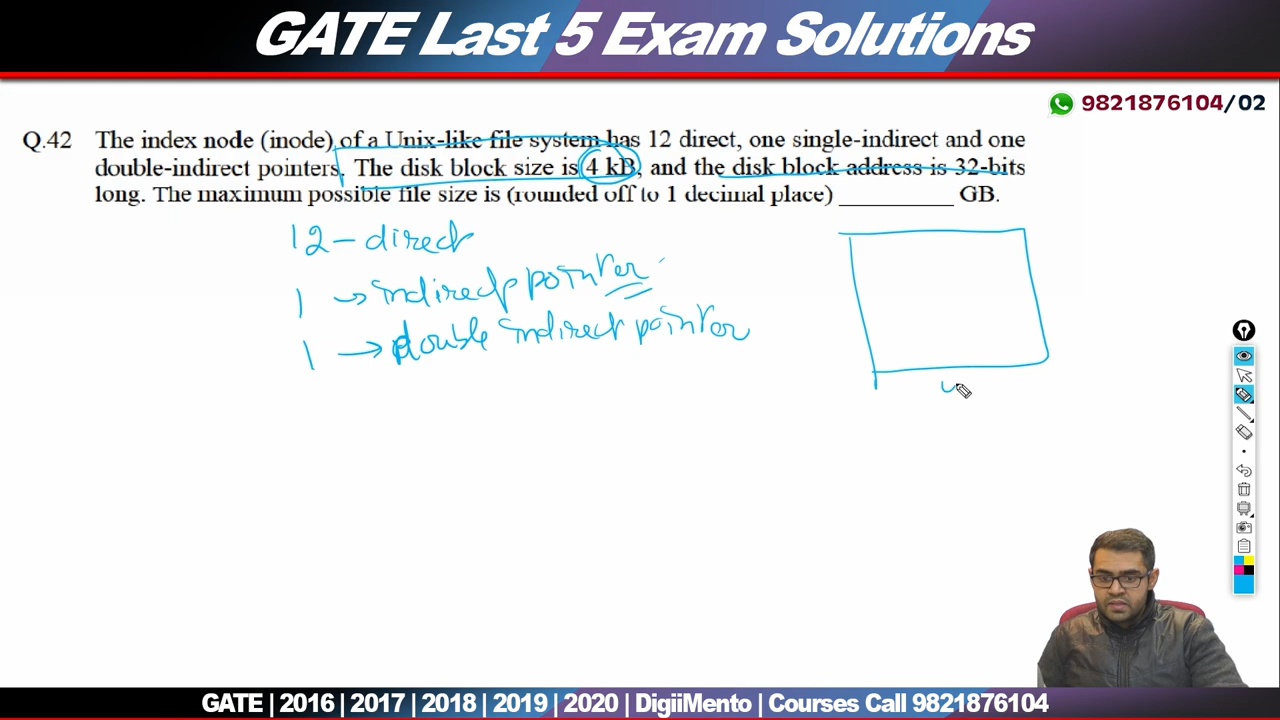 GATE Last 5 Exam Solutions
9821876104/02
Q.42 The index node (inode) of a Unix-like file system has 12 direct, one single-indirect and one
double-indirect pointers. The disk block size is 4 kB, and the disk block address is 32-bits
long. The maximum possible file size is (rounded off to 1 decimal place) __________ GB.
12 - direct
1 → indirect pointer
1 → double indirect pointer
GATE | 2016 | 2017 | 2018 | 2019 | 2020 | DigiiMento | Courses Call 9821876104